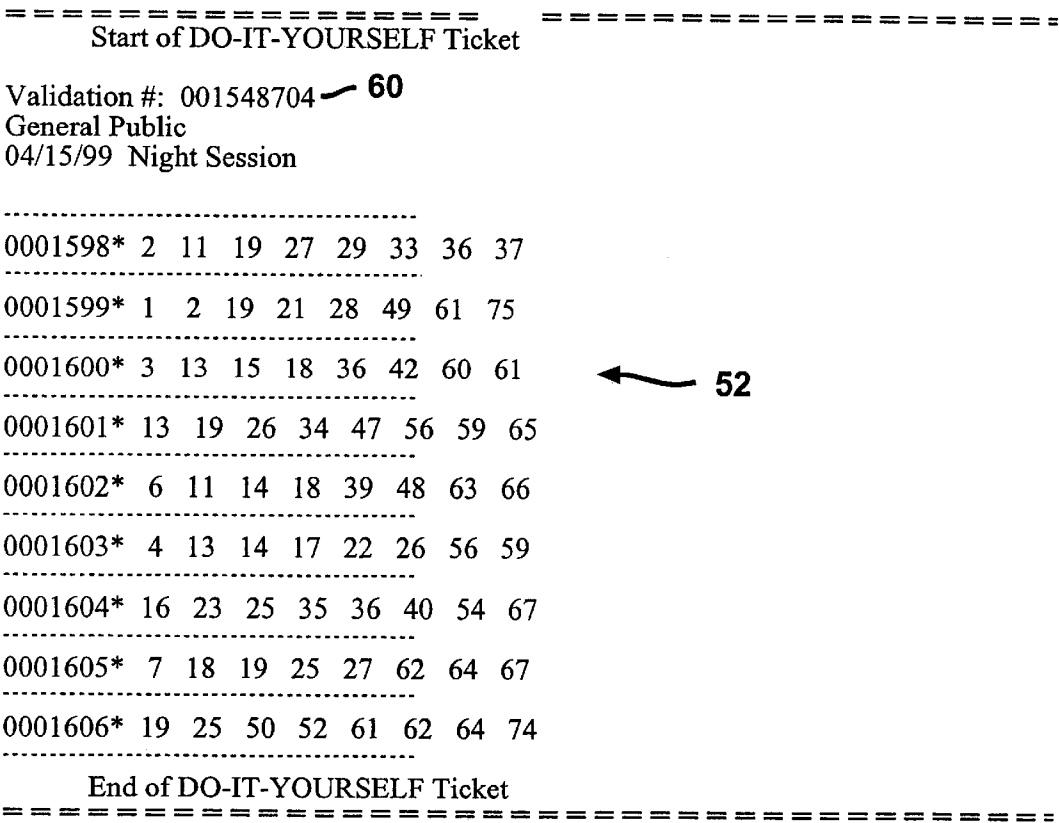 ==================== ====================
Start of DO-IT-YOURSELF Ticket
Validation #: 001548704 60
General Public
04/15/99 Night Session
----------------------------------------
0001598* 2 11 19 27 29 33 36 37
----------------------------------------
0001599* 1 2 19 21 28 49 61 75
----------------------------------------
0001600* 3 13 15 18 36 42 60 61 52
----------------------------------------
0001601* 13 19 26 34 47 56 59 65
----------------------------------------
0001602* 6 11 14 18 39 48 63 66
----------------------------------------
0001603* 4 13 14 17 22 26 56 59
----------------------------------------
0001604* 16 23 25 35 36 40 54 67
----------------------------------------
0001605* 7 18 19 25 27 62 64 67
----------------------------------------
0001606* 19 25 50 52 61 62 64 74
----------------------------------------
End of DO-IT-YOURSELF Ticket
========================================